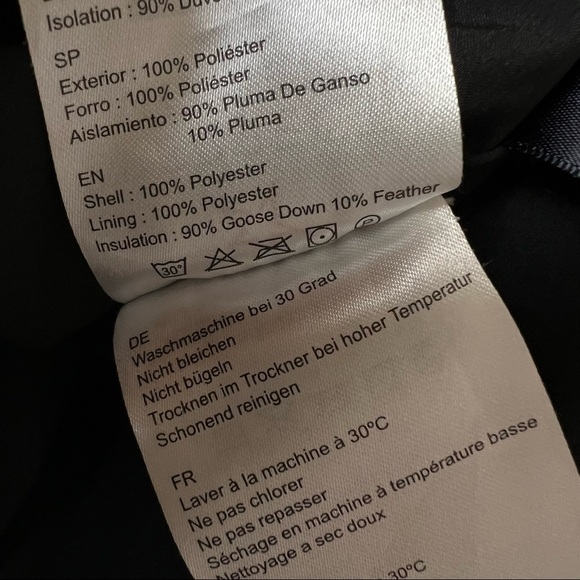 Isolation : 90% Duvet
SP
Exterior : 100% Poliéster
Forro : 100% Poliéster
Aislamiento : 90% Pluma De Ganso
10% Pluma
EN
Shell : 100% Polyester
Lining : 100% Polyester
Insulation : 90% Goose Down 10% Feather
30°
P
DE
Waschmaschine bei 30 Grad
Nicht bleichen
Nicht bügeln
Trocknen im Trockner bei hoher Temperatur
Schonend reinigen
FR
Laver à la machine à 30ºC
Ne pas chlorer
Ne pas repasser
Séchage en machine à température basse
Nettoyage a sec doux
30ºC